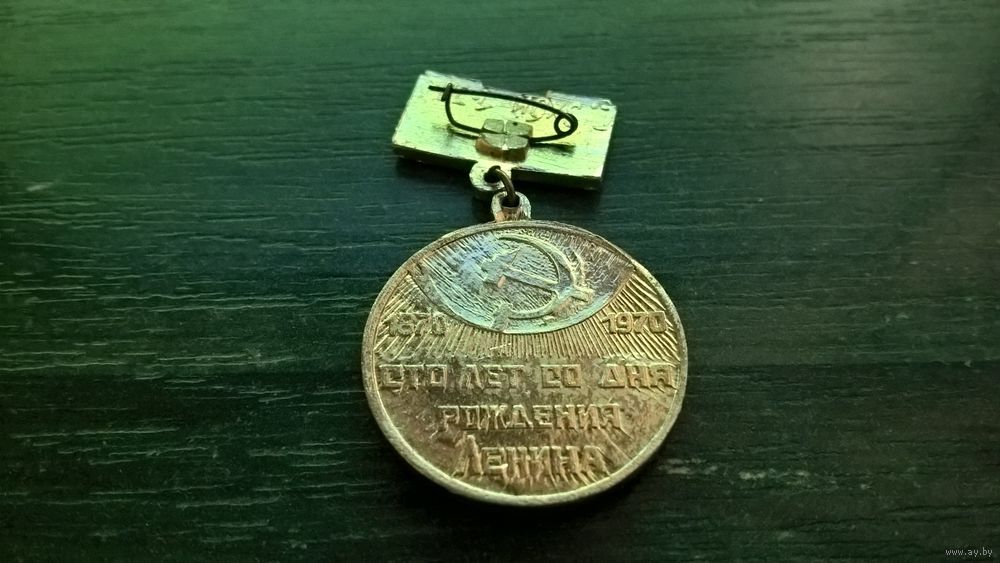 1870 1970
СТО ЛЕТ СО ДНЯ
РОЖДЕНИЯ
ЛЕНИНА
www.ay.by